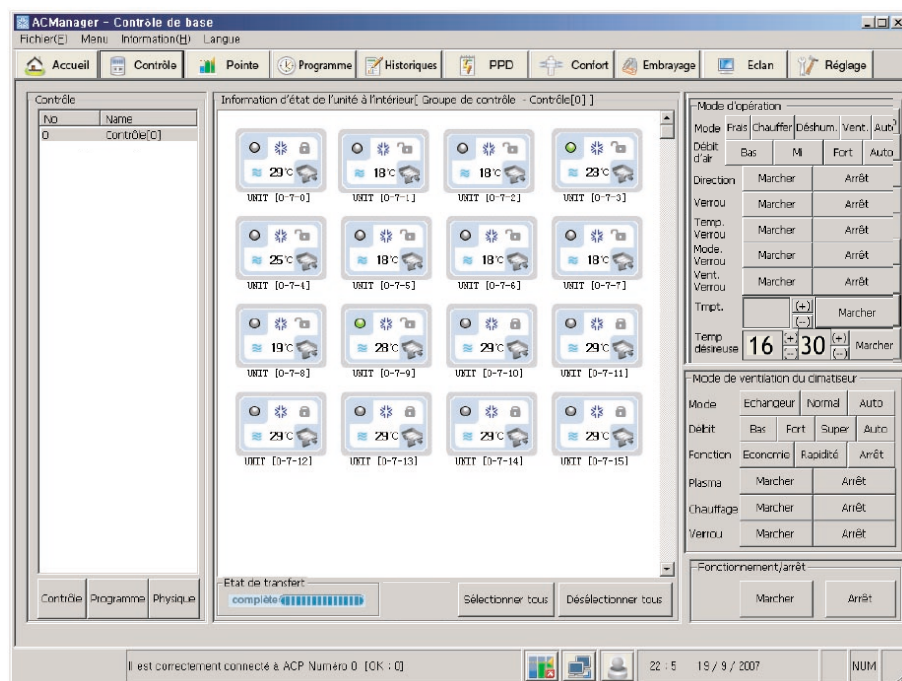 ACManager - Contrôle de base
Fichier(F) Menu Information(H) Langue
Accueil Contrôle Pointe Programme Historiques PPD Confort Embrayage Eclan Réglage
Contrôle
No Name
0 Contrôle[0]
Contrôle Programme Physique
Information d'état de l'unité à l'intérieur[ Groupe de contrôle - Contrôle[0] ]
29°C 18°C 18°C 23°C
UNIT [0-7-0] UNIT [0-7-1] UNIT [0-7-2] UNIT [0-7-3]
25°C 18°C 18°C 18°C
UNIT [0-7-4] UNIT [0-7-5] UNIT [0-7-6] UNIT [0-7-7]
19°C 28°C 29°C 29°C
UNIT [0-7-8] UNIT [0-7-9] UNIT [0-7-10] UNIT [0-7-11]
29°C 29°C 29°C 29°C
UNIT [0-7-12] UNIT [0-7-13] UNIT [0-7-14] UNIT [0-7-15]
Etat de transfert
complète
Sélectionner tous Désélectionner tous
Mode d'opération
Mode Frais Chauffer Déshum. Vent. Auto
Débit d'air Bas Mi Fort Auto
Direction Marcher Arrêt
Verrou Marcher Arrêt
Temp. Verrou Marcher Arrêt
Mode. Verrou Marcher Arrêt
Vent. Verrou Marcher Arrêt
Tmpt. (+) (--) Marcher
Temp désireuse 16 (+) (--) 30 (+) (--) Marcher
Mode de ventilation du climatiseur
Mode Echangeur Normal Auto
Débit Bas Fort Super Auto
Fonction Economie Rapidité Arrêt
Plasma Marcher Arrêt
Chauffage Marcher Arrêt
Verrou Marcher Arrêt
Fonctionnement/arrêt
Marcher Arrêt
Il est correctement connecté à ACP Numéro 0 [OK : 0]
22 : 5 19 / 9 / 2007 NUM